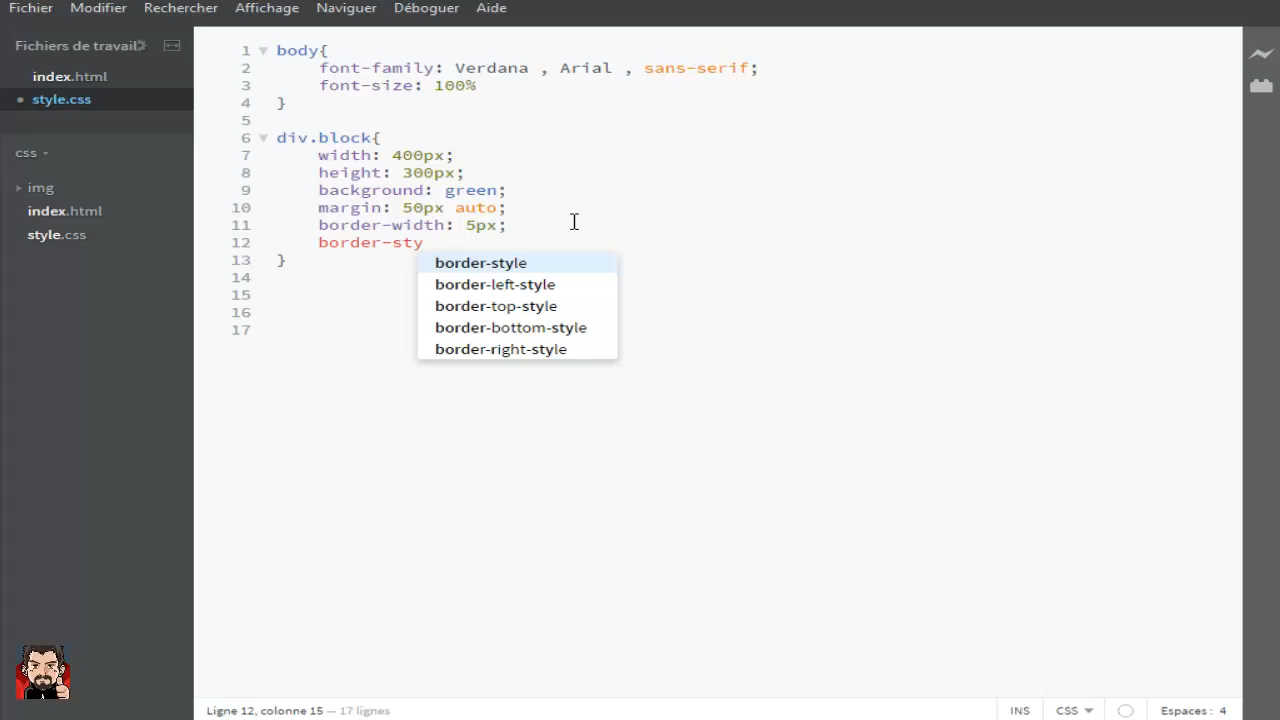 Fichier Modifier Rechercher Affichage Naviguer Déboguer Aide
Fichiers de travail
index.html
style.css
css
img
index.html
style.css
1 body{
2 font-family: Verdana , Arial , sans-serif;
3 font-size: 100%
4 }
5
6 div.block{
7 width: 400px;
8 height: 300px;
9 background: green;
10 margin: 50px auto;
11 border-width: 5px;
12 border-sty
13 }
14
15
16
17
border-style
border-left-style
border-top-style
border-bottom-style
border-right-style
Ligne 12, colonne 15 — 17 lignes
INS CSS Espaces : 4